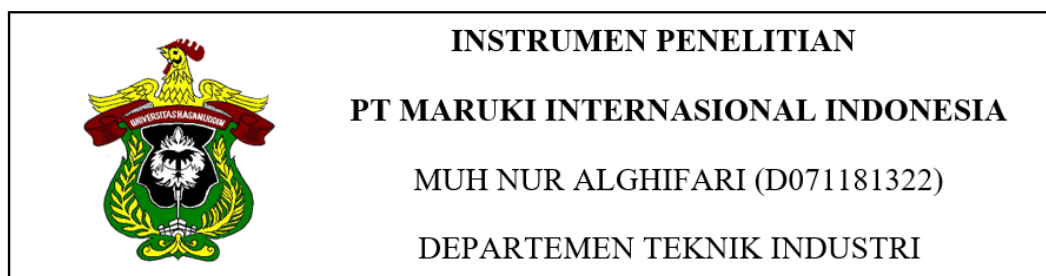 INSTRUMEN PENELITIAN
PT MARUKI INTERNASIONAL INDONESIA
MUH NUR ALGHIFARI (D071181322)
DEPARTEMEN TEKNIK INDUSTRI
UNIVERSITAS HASANUDDIN